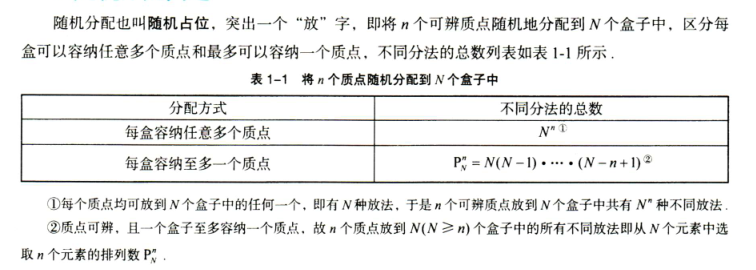 随机分配也叫随机占位，突出一个“放”字，即将 n 个可辨质点随机地分配到 N 个盒子中，区分每
盒可以容纳任意多个质点和最多可以容纳一个质点，不同分法的总数列表如表 1-1 所示．
表 1-1 将 n 个质点随机分配到 N 个盒子中
分配方式 不同分法的总数
每盒容纳任意多个质点 Nⁿ ①
每盒容纳至多一个质点 Pₙⁿ = N(N－1)·…·(N－n＋1) ②
①每个质点均可放到 N 个盒子中的任何一个，即有 N 种放法，于是 n 个可辨质点放到 N 个盒子中共有 Nⁿ 种不同放法．
②质点可辨，且一个盒子至多容纳一个质点，故 n 个质点放到 N(N ≥ n) 个盒子中的所有不同放法即从 N 个元素中选
取 n 个元素的排列数 P_N^n．